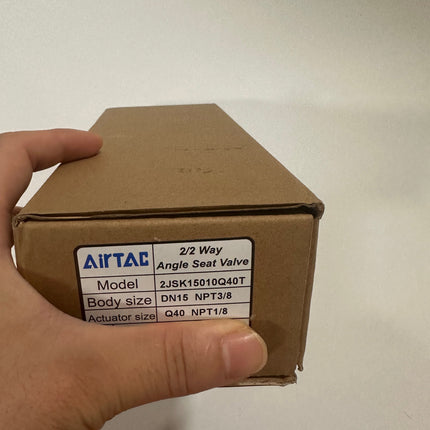 AirTAC
2/2 Way
Angle Seat Valve
Model 2JSK15010Q40T
Body size DN15 NPT3/8
Actuator size Q40 NPT1/8